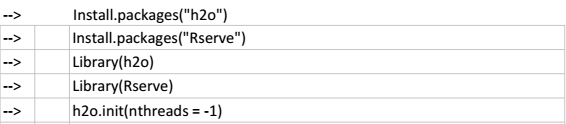 --> Install.packages("h2o")
--> Install.packages("Rserve")
--> Library(h2o)
--> Library(Rserve)
--> h2o.init(nthreads = -1)